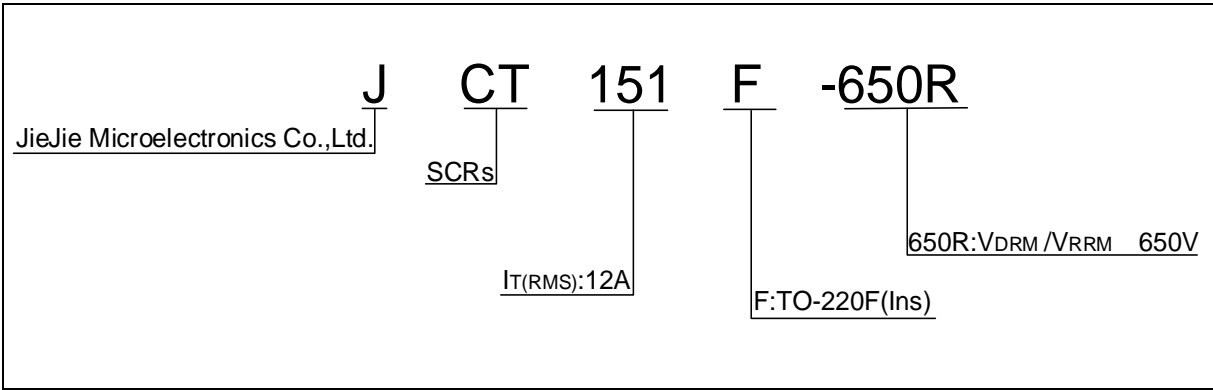 J CT 151 F -650R
JieJie Microelectronics Co.,Ltd.
SCRs
650R:VDRM/VRRM 650V
IT(RMS):12A
F:TO-220F(Ins)